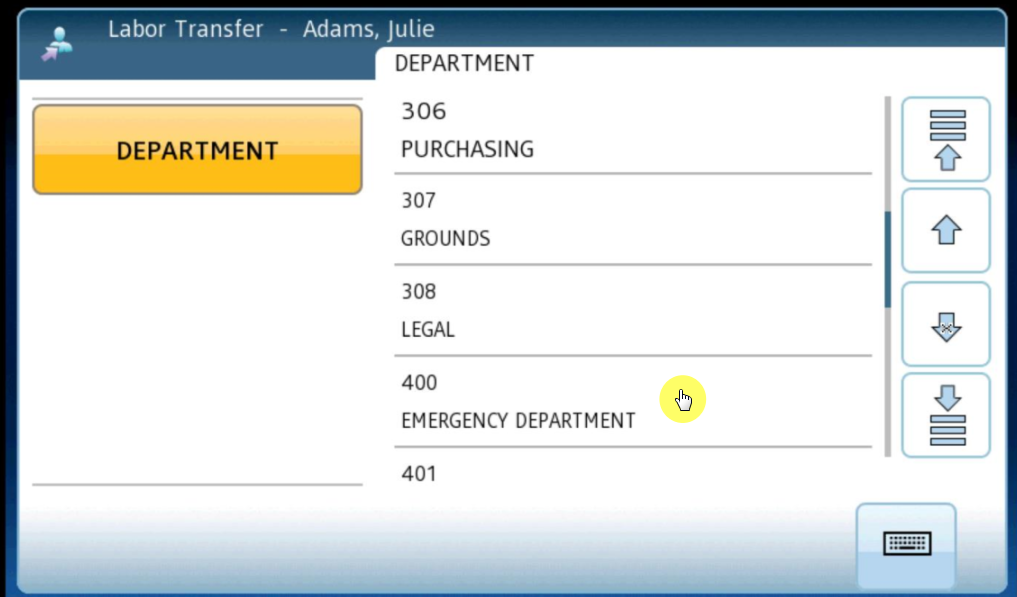 Labor Transfer - Adams, Julie
DEPARTMENT
DEPARTMENT
306
PURCHASING
307
GROUNDS
308
LEGAL
400
EMERGENCY DEPARTMENT
401